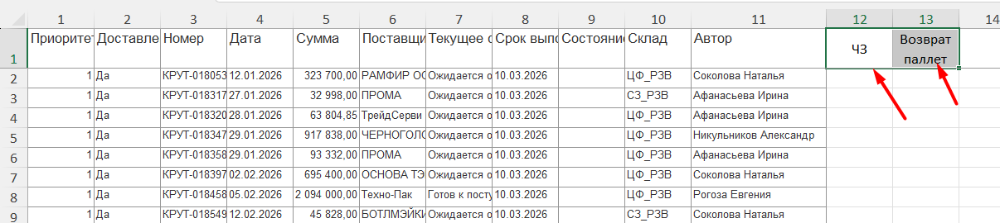 1 2 3 4 5 6 7 8 9 10 11 12 13 14
1 Приоритет Доставле Номер Дата Сумма Поставщи Текущее с Срок выпо Состояние Склад Автор ЧЗ Возврат
паллет
2 1 Да КРУТ-018053 12.01.2026 323 700,00 РАМФИР ОС Ожидается о 10.03.2026 ЦФ_РЗВ Соколова Наталья
3 1 Да КРУТ-018317 27.01.2026 32 998,00 ПРОМА Ожидается о 10.03.2026 СЗ_РЗВ Афанасьева Ирина
4 1 Да КРУТ-018320 28.01.2026 63 804,85 ТрейдСерви Ожидается о 10.03.2026 ЦФ_РЗВ Афанасьева Ирина
5 1 Да КРУТ-018347 29.01.2026 917 838,00 ЧЕРНОГОЛО Ожидается о 10.03.2026 ЦФ_РЗВ Никульников Александр
6 1 Да КРУТ-018358 29.01.2026 93 332,00 ПРОМА Ожидается о 10.03.2026 ЦФ_РЗВ Афанасьева Ирина
7 1 Да КРУТ-018397 02.02.2026 695 400,00 ОСНОВА ТЭ Ожидается о 10.03.2026 ЦФ_РЗВ Соколова Наталья
8 1 Да КРУТ-018458 05.02.2026 2 094 000,00 Техно-Пак Готов к посту 10.03.2026 ЦФ_РЗВ Рогоза Евгения
9 1 Да КРУТ-018549 12.02.2026 45 828,00 БОТЛМЭЙКИ Ожидается о 10.03.2026 СЗ_РЗВ Соколова Наталья